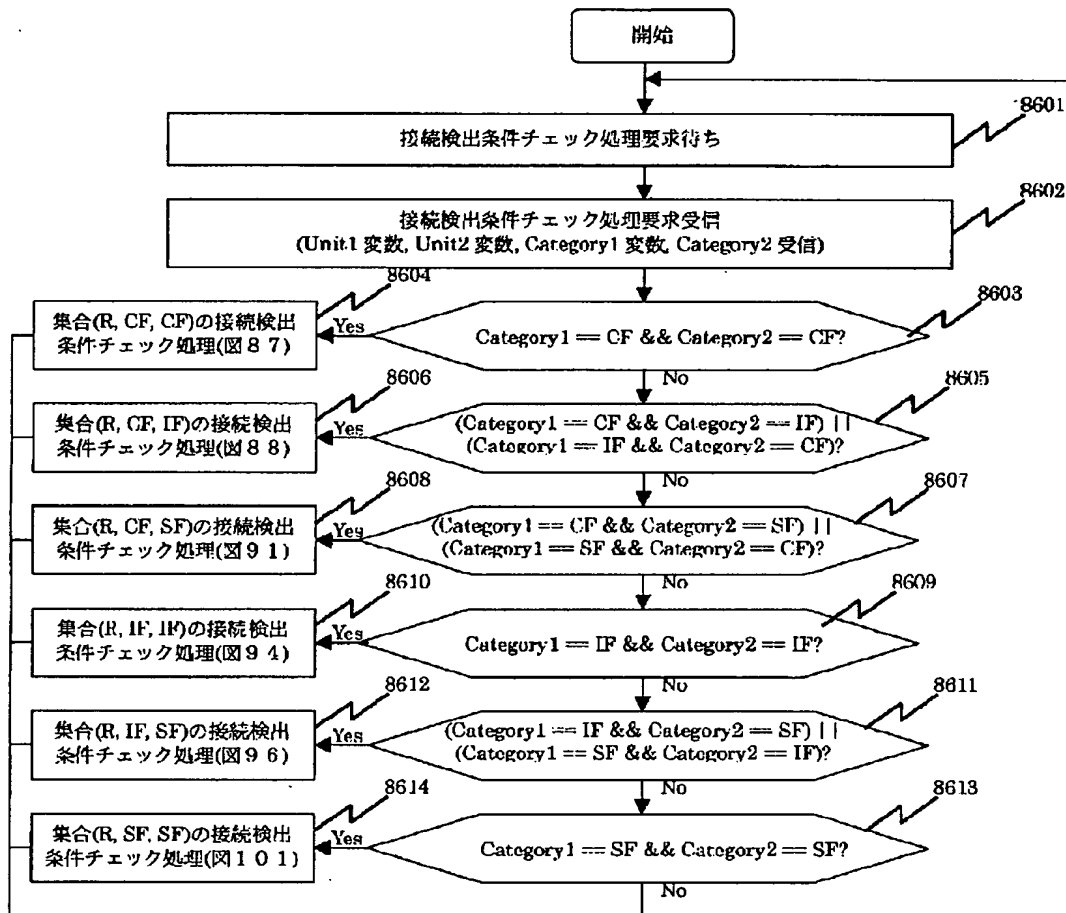 開始
8601
接続検出条件チェック処理要求待ち
8602
接続検出条件チェック処理要求受信
(Unit1 変数, Unit2 変数, Category1 変数, Category2 受信)
8604
8603
集合(R, CF, CF)の接続検出
条件チェック処理(図87)
Yes
Category1 == CF && Category2 == CF?
No
8606
8605
集合(R, CF, IF)の接続検出
条件チェック処理(図88)
Yes
(Category1 == CF && Category2 == IF) ||
(Category1 == IF && Category2 == CF)?
No
8608
8607
集合(R, CF, SF)の接続検出
条件チェック処理(図91)
Yes
(Category1 == CF && Category2 == SF) ||
(Category1 == SF && Category2 == CF)?
No
8610
8609
集合(R, IF, IF)の接続検出
条件チェック処理(図94)
Yes
Category1 == IF && Category2 == IF?
No
8612
8611
集合(R, IF, SF)の接続検出
条件チェック処理(図96)
Yes
(Category1 == IF && Category2 == SF) ||
(Category1 == SF && Category2 == IF)?
No
8614
8613
集合(R, SF, SF)の接続検出
条件チェック処理(図101)
Yes
Category1 == SF && Category2 == SF?
No